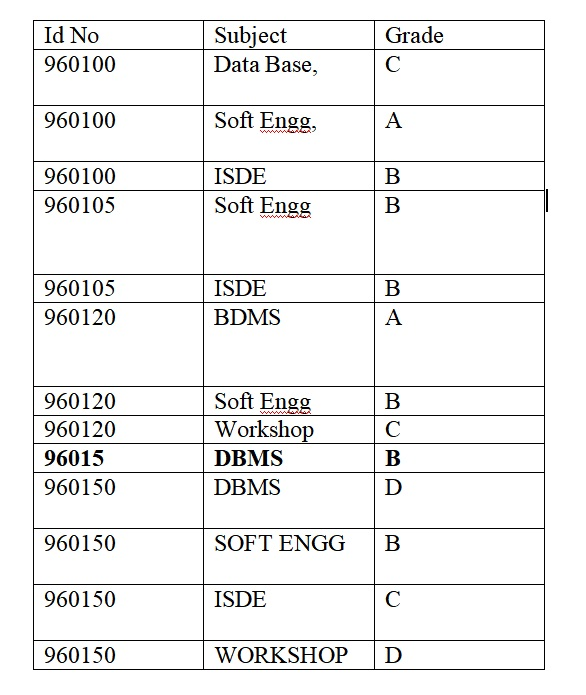 Id No Subject Grade
960100 Data Base, C
960100 Soft Engg, A
960100 ISDE B
960105 Soft Engg B
960105 ISDE B
960120 BDMS A
960120 Soft Engg B
960120 Workshop C
96015 DBMS B
960150 DBMS D
960150 SOFT ENGG B
960150 ISDE C
960150 WORKSHOP D